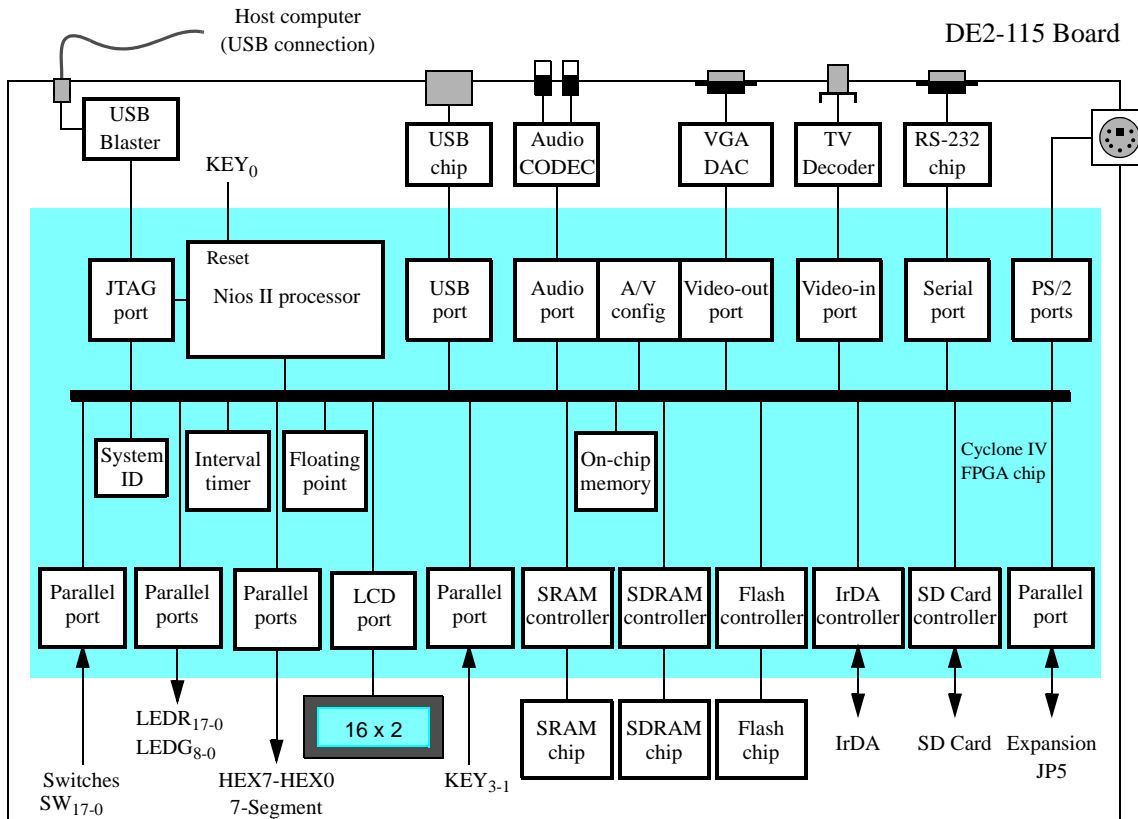 Host computer
(USB connection)
DE2-115 Board
USB
Blaster
KEY0
USB
chip
Audio
CODEC
VGA
DAC
TV
Decoder
RS-232
chip
JTAG
port
Reset
Nios II processor
USB
port
Audio
port
A/V
config
Video-out
port
Video-in
port
Serial
port
PS/2
ports
System
ID
Interval
timer
Floating
point
On-chip
memory
Cyclone IV
FPGA chip
Parallel
port
Parallel
ports
Parallel
ports
LCD
port
Parallel
port
SRAM
controller
SDRAM
controller
Flash
controller
IrDA
controller
SD Card
controller
Parallel
port
Switches
SW17-0
LEDR17-0
LEDG8-0
HEX7-HEX0
7-Segment
16 x 2
KEY3-1
SRAM
chip
SDRAM
chip
Flash
chip
IrDA
SD Card
Expansion
JP5